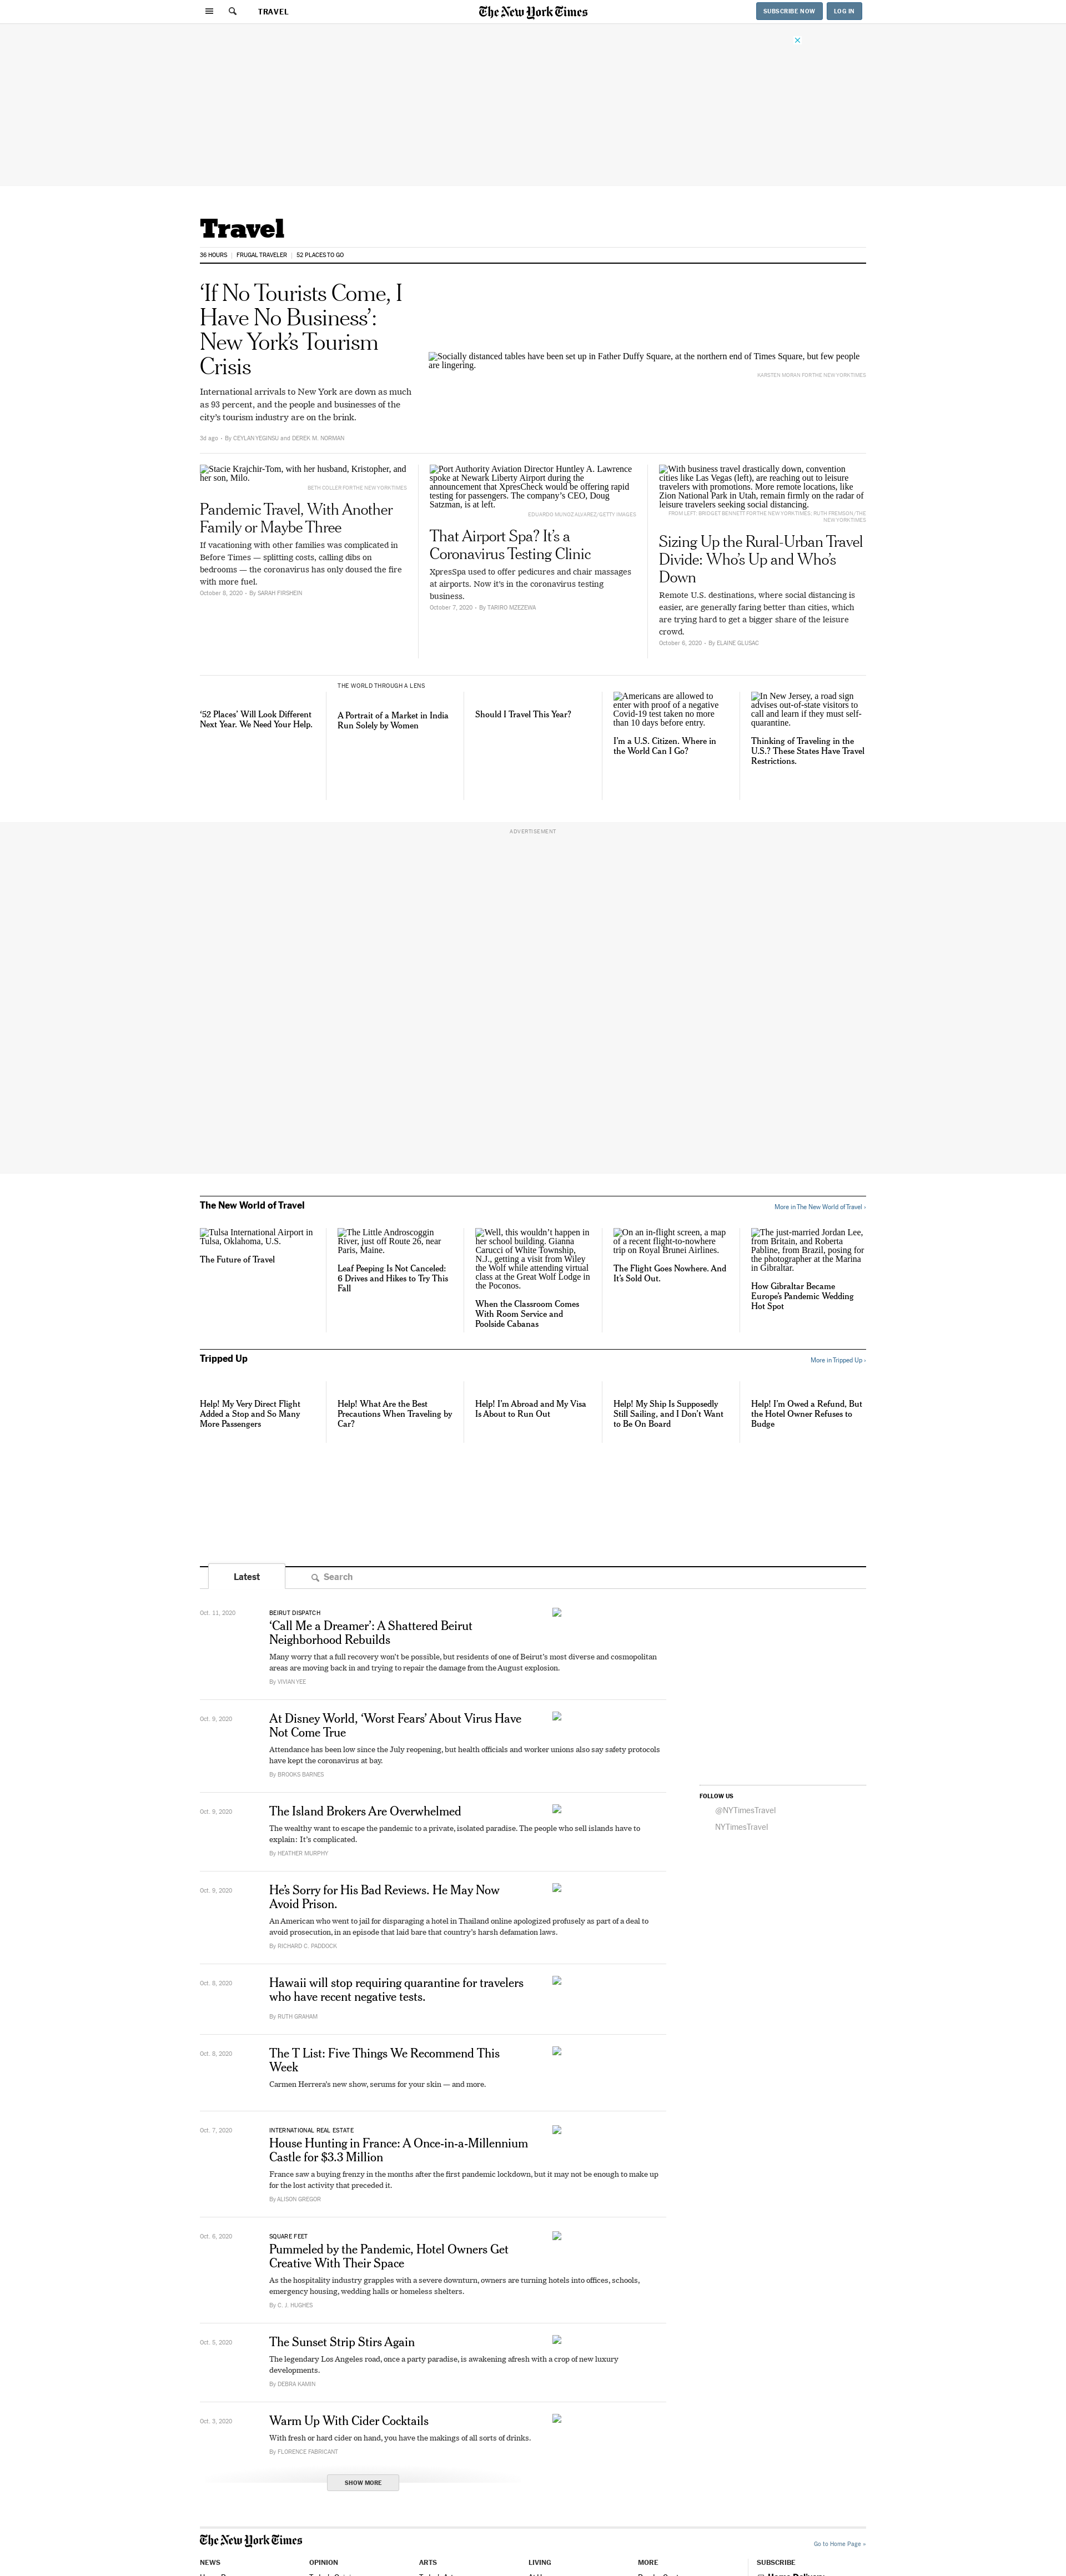 TRAVEL
The New York Times
SUBSCRIBE NOW
LOG IN
Travel
36 HOURS
FRUGAL TRAVELER
52 PLACES TO GO
‘If No Tourists Come, I
Have No Business’:
New York’s Tourism
Crisis
International arrivals to New York are down as much
as 93 percent, and the people and businesses of the
city’s tourism industry are on the brink.
3d ago - By CEYLAN YEGINSU and DEREK M. NORMAN
Socially distanced tables have been set up in Father Duffy Square, at the northern end of Times Square, but few people
are lingering.
KARSTEN MORAN FOR THE NEW YORK TIMES
Stacie Krajchir-Tom, with her husband, Kristopher, and
her son, Milo.
BETH COLLER FOR THE NEW YORK TIMES
Pandemic Travel, With Another
Family or Maybe Three
If vacationing with other families was complicated in
Before Times — splitting costs, calling dibs on
bedrooms — the coronavirus has only doused the fire
with more fuel.
October 8, 2020 - By SARAH FIRSHEIN
Port Authority Aviation Director Huntley A. Lawrence
spoke at Newark Liberty Airport during the
announcement that XpresCheck would be offering rapid
testing for passengers. The company’s CEO, Doug
Satzman, is at left.
EDUARDO MUNOZ ALVAREZ/GETTY IMAGES
That Airport Spa? It’s a
Coronavirus Testing Clinic
XpresSpa used to offer pedicures and chair massages
at airports. Now it’s in the coronavirus testing
business.
October 7, 2020 - By TARIRO MZEZEWA
With business travel drastically down, convention
cities like Las Vegas (left), are reaching out to leisure
travelers with promotions. More remote locations, like
Zion National Park in Utah, remain firmly on the radar of
leisure travelers seeking social distancing.
FROM LEFT: BRIDGET BENNETT FOR THE NEW YORK TIMES; RUTH FREMSON/THE
NEW YORK TIMES
Sizing Up the Rural-Urban Travel
Divide: Who’s Up and Who’s
Down
Remote U.S. destinations, where social distancing is
easier, are generally faring better than cities, which
are trying hard to get a bigger share of the leisure
crowd.
October 6, 2020 - By ELAINE GLUSAC
‘52 Places’ Will Look Different
Next Year. We Need Your Help.
THE WORLD THROUGH A LENS
A Portrait of a Market in India
Run Solely by Women
Should I Travel This Year?
Americans are allowed to
enter with proof of a negative
Covid-19 test taken no more
than 10 days before entry.
I’m a U.S. Citizen. Where in
the World Can I Go?
In New Jersey, a road sign
advises out-of-state visitors to
call and learn if they must self-
quarantine.
Thinking of Traveling in the
U.S.? These States Have Travel
Restrictions.
ADVERTISEMENT
The New World of Travel
More in The New World of Travel ›
Tulsa International Airport in
Tulsa, Oklahoma, U.S.
The Future of Travel
The Little Androscoggin
River, just off Route 26, near
Paris, Maine.
Leaf Peeping Is Not Canceled:
6 Drives and Hikes to Try This
Fall
Well, this wouldn’t happen in
her school building. Gianna
Carucci of White Township,
N.J., getting a visit from Wiley
the Wolf while attending virtual
class at the Great Wolf Lodge in
the Poconos.
When the Classroom Comes
With Room Service and
Poolside Cabanas
On an in-flight screen, a map
of a recent flight-to-nowhere
trip on Royal Brunei Airlines.
The Flight Goes Nowhere. And
It’s Sold Out.
The just-married Jordan Lee,
from Britain, and Roberta
Pabline, from Brazil, posing for
the photographer at the Marina
in Gibraltar.
How Gibraltar Became
Europe’s Pandemic Wedding
Hot Spot
Tripped Up
More in Tripped Up ›
Help! My Very Direct Flight
Added a Stop and So Many
More Passengers
Help! What Are the Best
Precautions When Traveling by
Car?
Help! I’m Abroad and My Visa
Is About to Run Out
Help! My Ship Is Supposedly
Still Sailing, and I Don’t Want
to Be On Board
Help! I’m Owed a Refund, But
the Hotel Owner Refuses to
Budge
Latest
Search
Oct. 11, 2020
BEIRUT DISPATCH
‘Call Me a Dreamer’: A Shattered Beirut
Neighborhood Rebuilds
Many worry that a full recovery won’t be possible, but residents of one of Beirut’s most diverse and cosmopolitan
areas are moving back in and trying to repair the damage from the August explosion.
By VIVIAN YEE
Oct. 9, 2020
At Disney World, ‘Worst Fears’ About Virus Have
Not Come True
Attendance has been low since the July reopening, but health officials and worker unions also say safety protocols
have kept the coronavirus at bay.
By BROOKS BARNES
FOLLOW US
@NYTimesTravel
NYTimesTravel
Oct. 9, 2020
The Island Brokers Are Overwhelmed
The wealthy want to escape the pandemic to a private, isolated paradise. The people who sell islands have to
explain: It’s complicated.
By HEATHER MURPHY
Oct. 9, 2020
He’s Sorry for His Bad Reviews. He May Now
Avoid Prison.
An American who went to jail for disparaging a hotel in Thailand online apologized profusely as part of a deal to
avoid prosecution, in an episode that laid bare that country’s harsh defamation laws.
By RICHARD C. PADDOCK
Oct. 8, 2020
Hawaii will stop requiring quarantine for travelers
who have recent negative tests.
By RUTH GRAHAM
Oct. 8, 2020
The T List: Five Things We Recommend This
Week
Carmen Herrera’s new show, serums for your skin — and more.
Oct. 7, 2020
INTERNATIONAL REAL ESTATE
House Hunting in France: A Once-in-a-Millennium
Castle for $3.3 Million
France saw a buying frenzy in the months after the first pandemic lockdown, but it may not be enough to make up
for the lost activity that preceded it.
By ALISON GREGOR
Oct. 6, 2020
SQUARE FEET
Pummeled by the Pandemic, Hotel Owners Get
Creative With Their Space
As the hospitality industry grapples with a severe downturn, owners are turning hotels into offices, schools,
emergency housing, wedding halls or homeless shelters.
By C. J. HUGHES
Oct. 5, 2020
The Sunset Strip Stirs Again
The legendary Los Angeles road, once a party paradise, is awakening afresh with a crop of new luxury
developments.
By DEBRA KAMIN
Oct. 3, 2020
Warm Up With Cider Cocktails
With fresh or hard cider on hand, you have the makings of all sorts of drinks.
By FLORENCE FABRICANT
SHOW MORE
The New York Times
Go to Home Page »
NEWS
OPINION
ARTS
LIVING
MORE
SUBSCRIBE